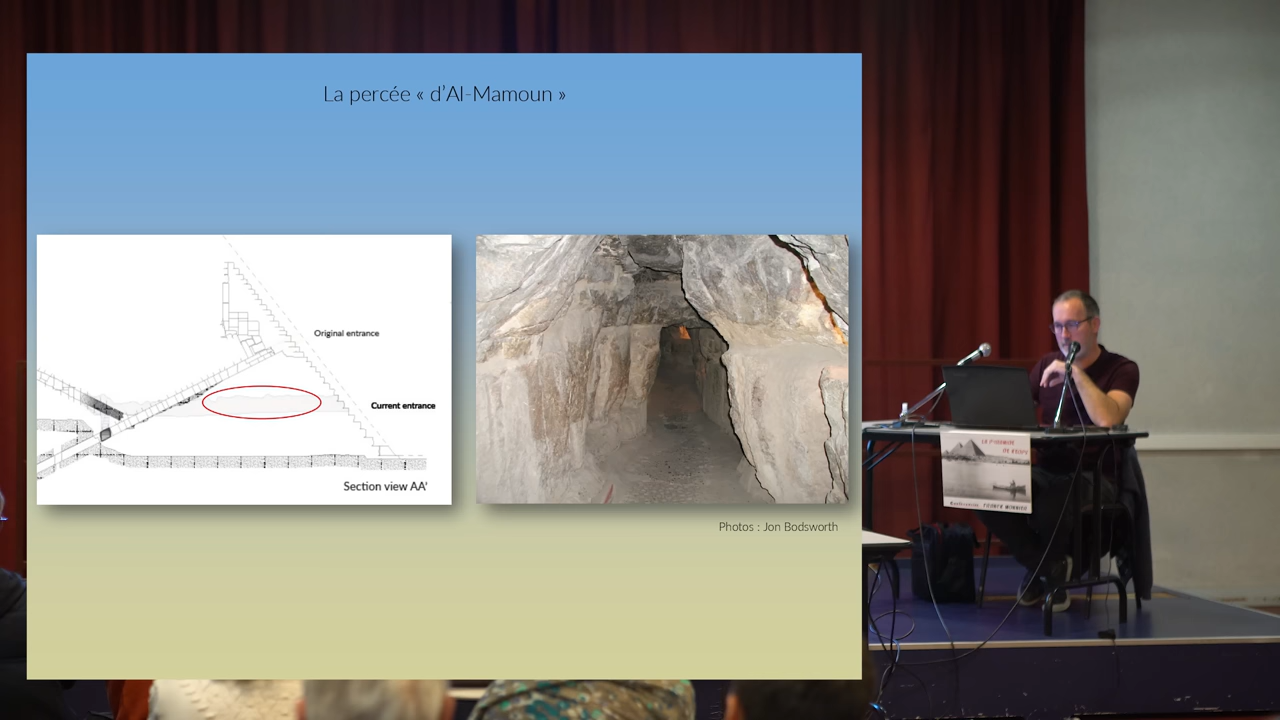 La percée « d'Al-Mamoun »
Original entrance
Current entrance
Section view AA'
Photos : Jon Bodsworth